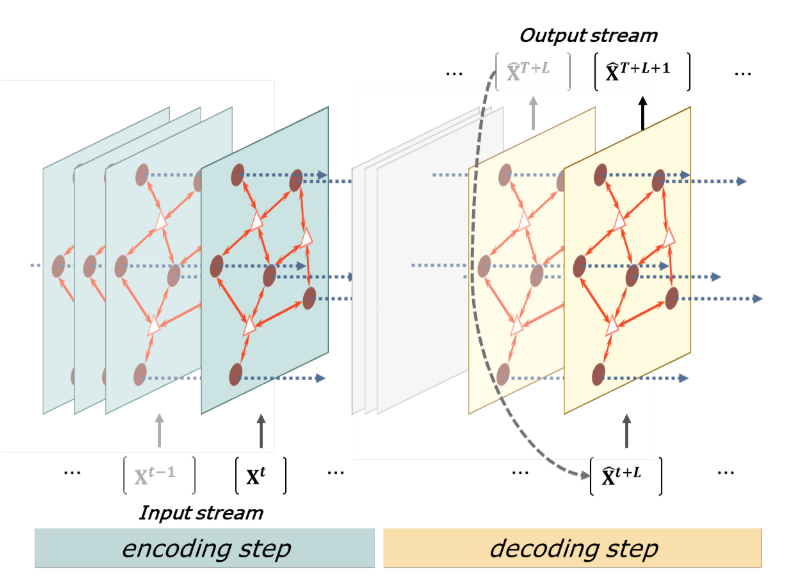 Output stream
... [X̂^{T+L}] [X̂^{T+L+1}] ...
... [X^{t−1}] [X^t] ... ... [X̂^{t+L}] ...
Input stream
encoding step decoding step